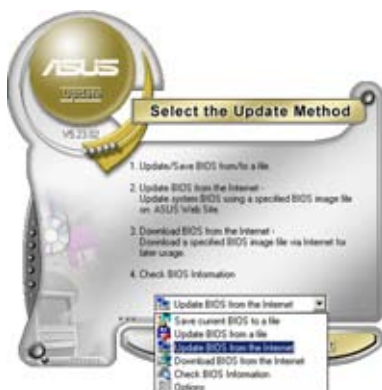 ASUS
Update
V5.23.02
Select the Update Method
1. Update/Save BIOS from/to a file.
2. Update BIOS from the Internet -
Update system BIOS using a specified BIOS image file
on ASUS Web Site.
3. Download BIOS from the Internet -
Download a specified BIOS image file via Internet for
later usage.
4. Check BIOS Information
Update BIOS from the Internet
Save current BIOS to a file
Update BIOS from a file
Update BIOS from the Internet
Download BIOS from the Internet
Check BIOS Information
Options